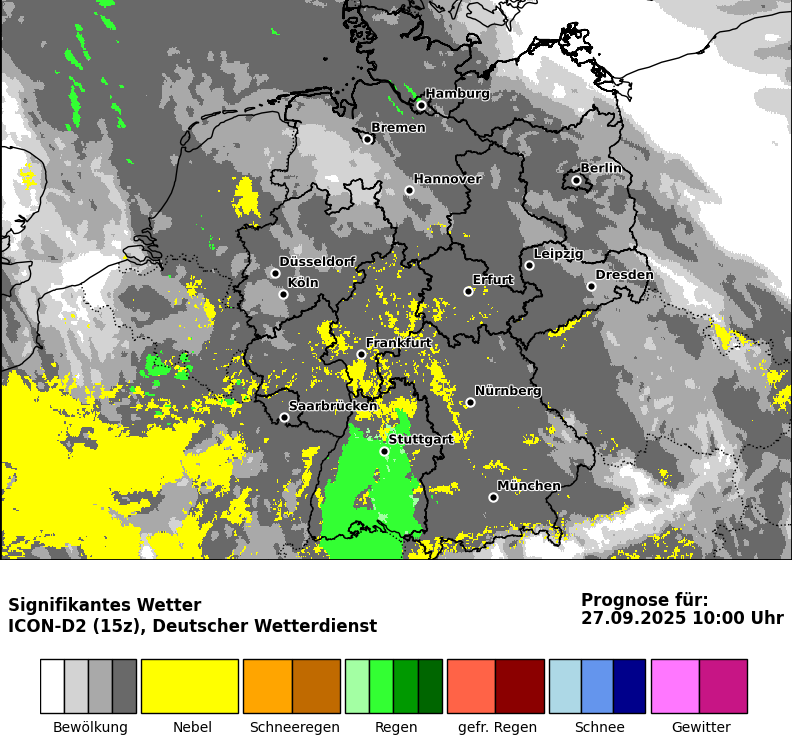 Hamburg
Bremen
Hannover
Berlin
Düsseldorf
Köln
Leipzig
Erfurt
Dresden
Frankfurt
Nürnberg
Saarbrücken
Stuttgart
München
Signifikantes Wetter
ICON-D2 (15z), Deutscher Wetterdienst
Prognose für:
27.09.2025 10:00 Uhr
Bewölkung
Nebel
Schneeregen
Regen
gefr. Regen
Schnee
Gewitter